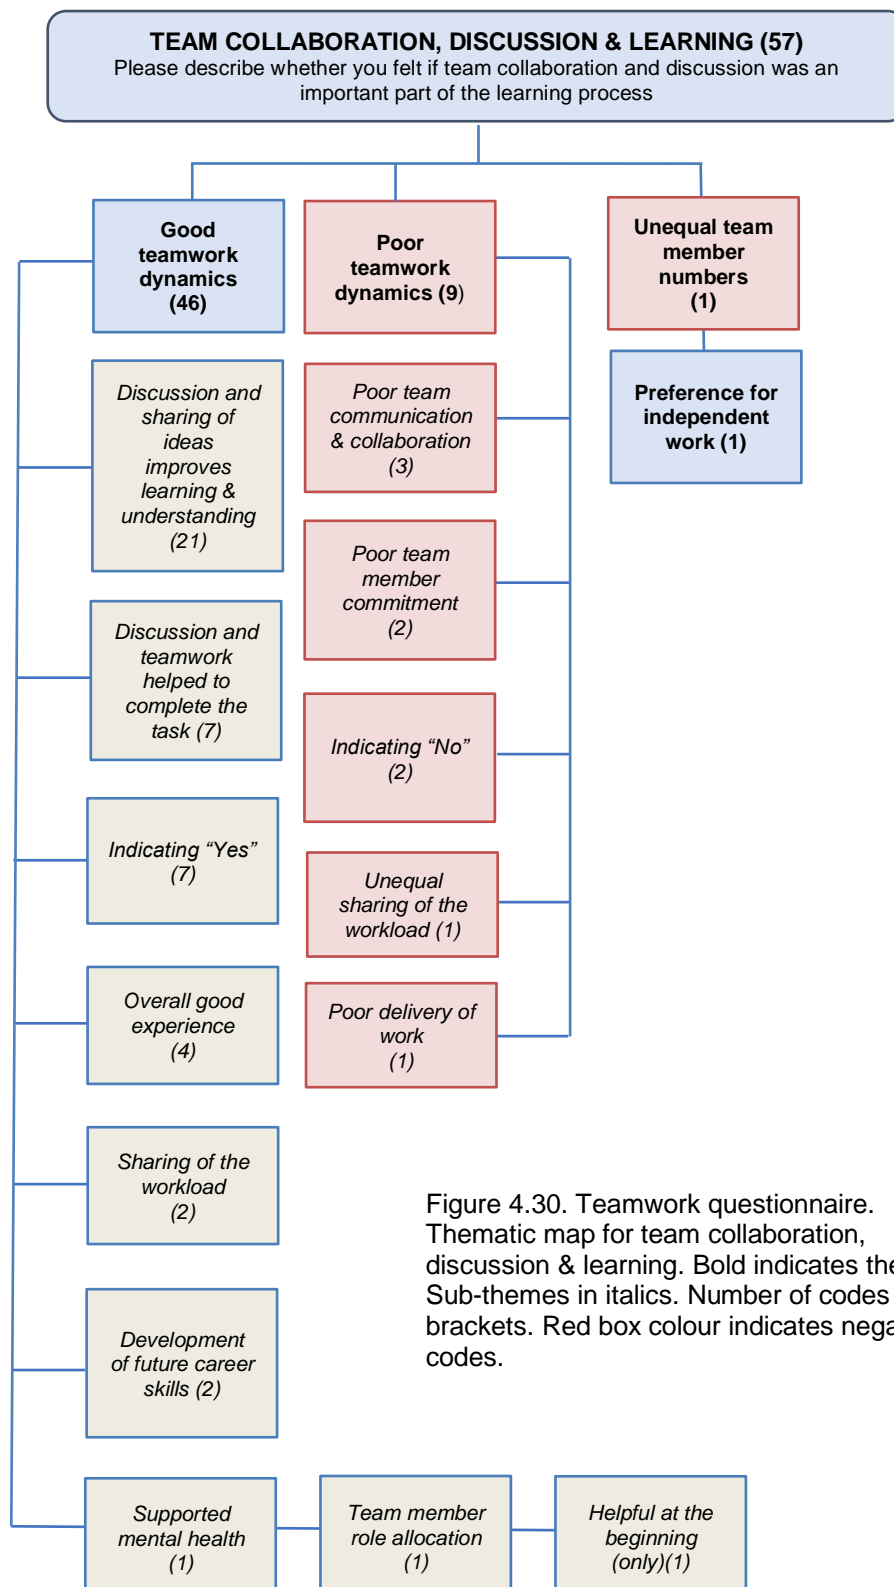 TEAM COLLABORATION, DISCUSSION & LEARNING (57)
Please describe whether you felt if team collaboration and discussion was an
important part of the learning process
Good
teamwork
dynamics
(46)
Poor
teamwork
dynamics (9)
Unequal team
member
numbers
(1)
Discussion and
sharing of
ideas
improves
learning &
understanding
(21)
Poor team
communication
& collaboration
(3)
Preference for
independent
work (1)
Poor team
member
commitment
(2)
Discussion and
teamwork
helped to
complete the
task (7)
Indicating “No”
(2)
Indicating “Yes”
(7)
Unequal
sharing of the
workload (1)
Overall good
experience
(4)
Poor delivery of
work
(1)
Sharing of the
workload
(2)
Figure 4.30. Teamwork questionnaire.
Thematic map for team collaboration,
discussion & learning. Bold indicates
Sub-themes in italics. Number of codes
brackets. Red box colour indicates
codes.
Development
of future career
skills (2)
Supported
mental health
(1)
Team member
role allocation
(1)
Helpful at the
beginning
(only)(1)